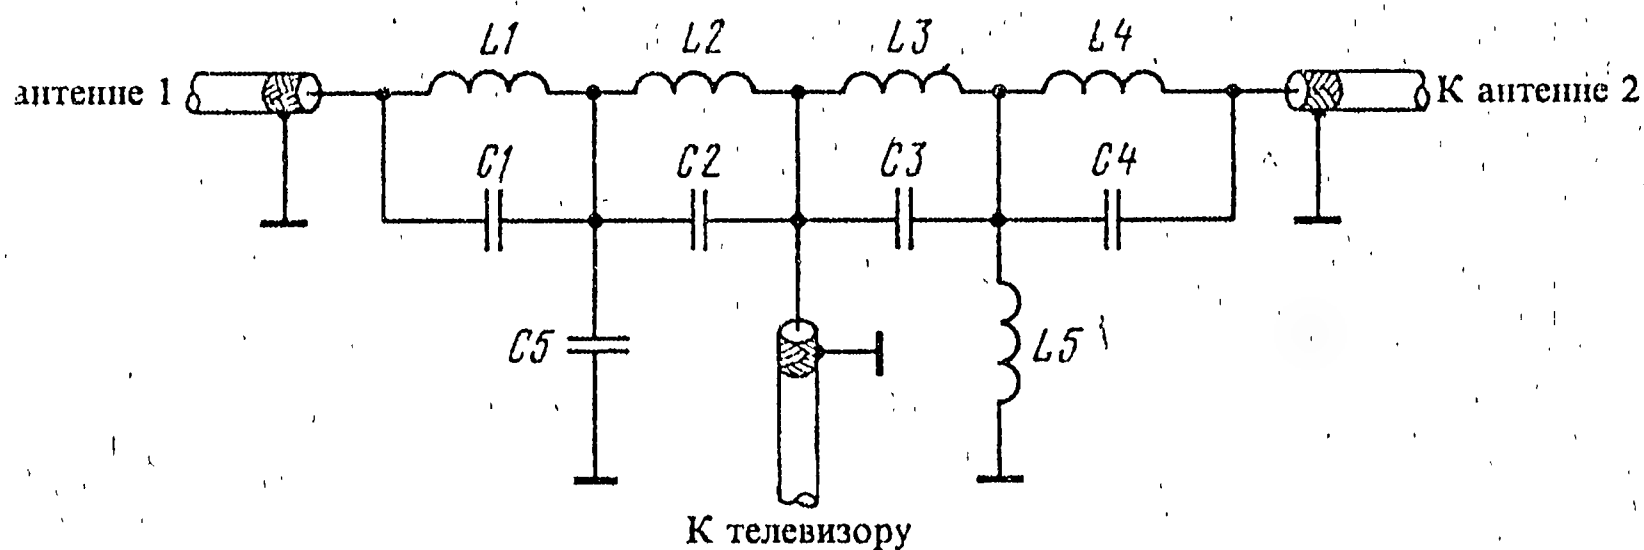 L1 L2 L3 L4
антенне 1
К антенне 2
C1 C2 C3 C4
C5
L5
К телевизору